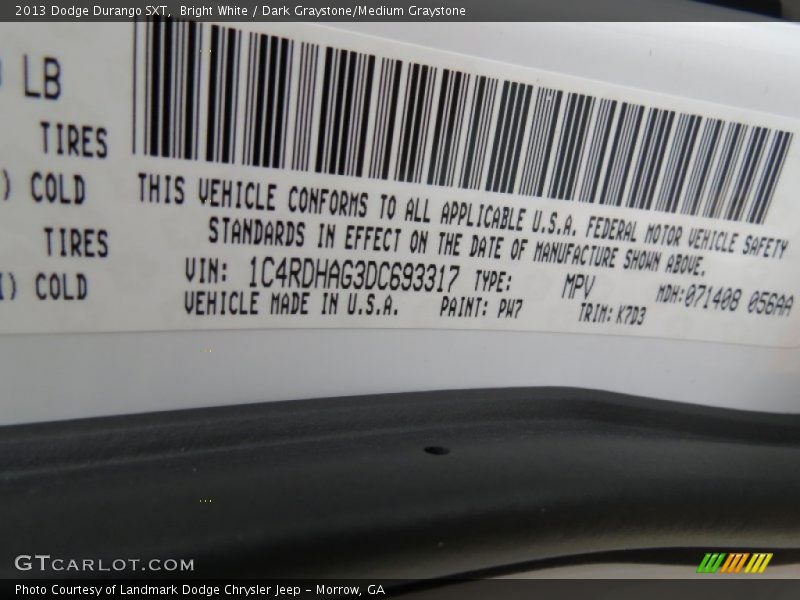 2013 Dodge Durango SXT,  Bright White / Dark Graystone/Medium Graystone
LB
TIRES
) COLD
TIRES
) COLD
THIS VEHICLE CONFORMS TO ALL APPLICABLE U.S.A. FEDERAL MOTOR VEHICLE SAFETY
STANDARDS IN EFFECT ON THE DATE OF MANUFACTURE SHOWN ABOVE.
VIN: 1C4RDHAG3DC693317 TYPE: MPV MDH:071408 056AA
VEHICLE MADE IN U.S.A. PAINT: PW7 TRIM: K7D3
GTCARLOT.COM
Photo Courtesy of Landmark Dodge Chrysler Jeep - Morrow, GA